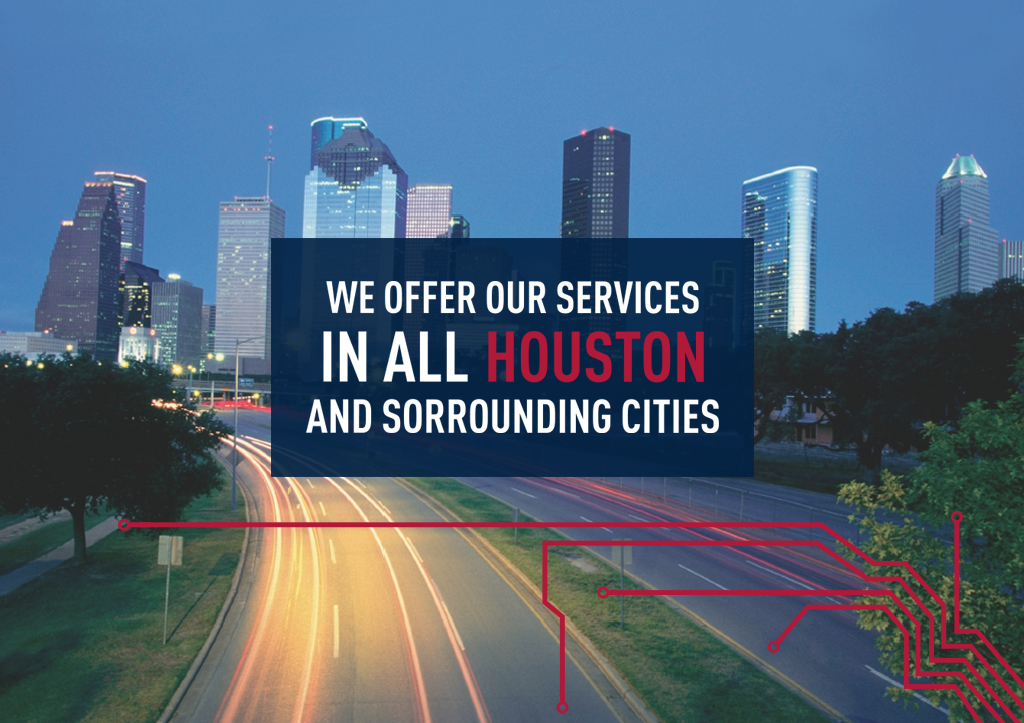 WE OFFER OUR SERVICES
IN ALL HOUSTON
AND SORROUNDING CITIES